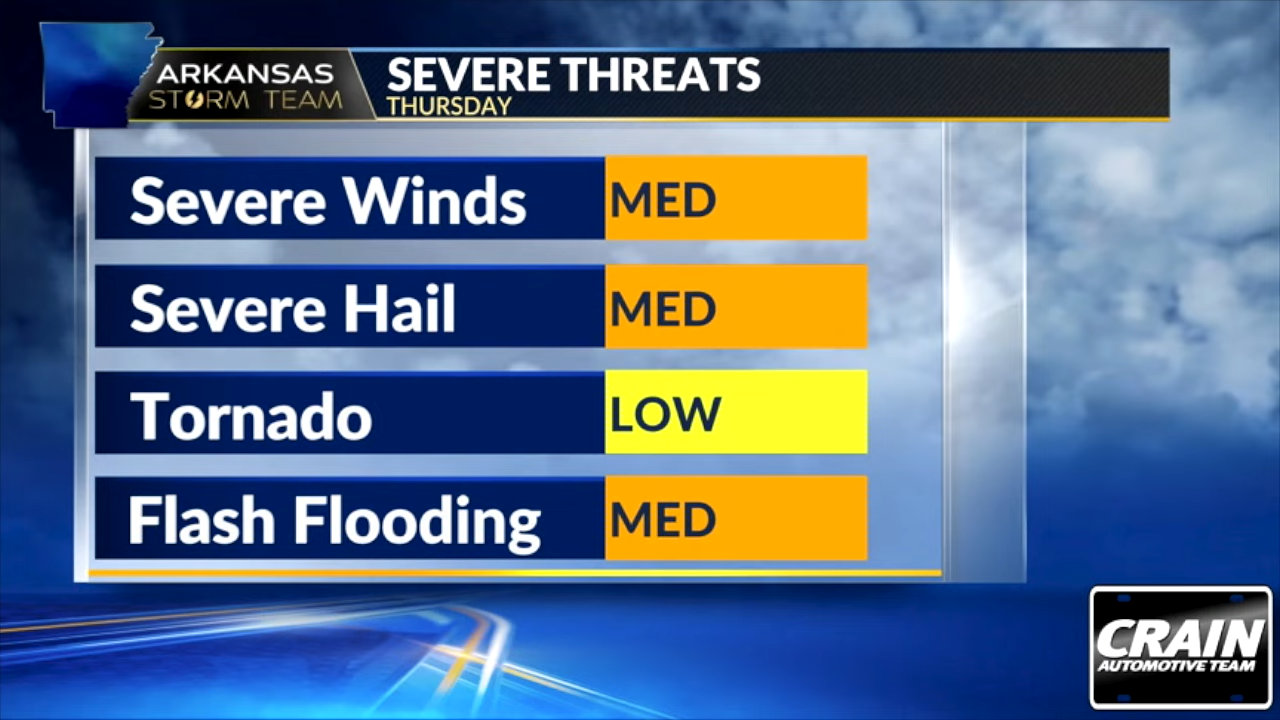 ARKANSAS
STORM TEAM
SEVERE THREATS
THURSDAY
Severe Winds MED
Severe Hail MED
Tornado LOW
Flash Flooding MED
CRAIN
AUTOMOTIVE TEAM